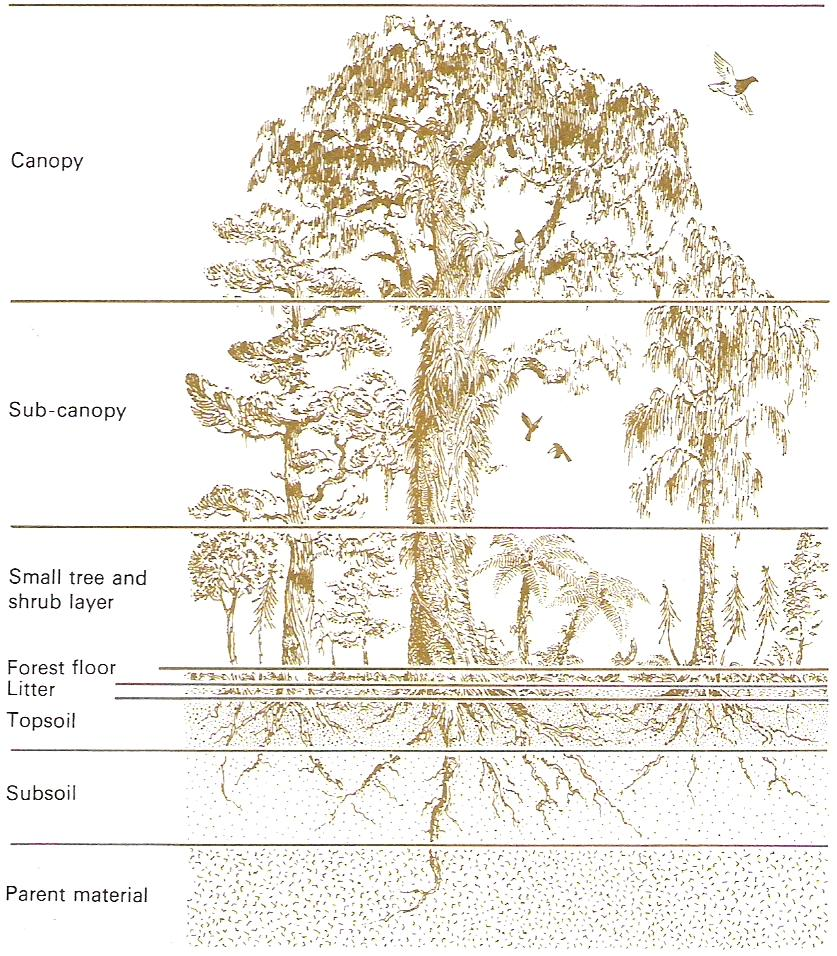 Canopy
Sub-canopy
Small tree and
shrub layer
Forest floor
Litter
Topsoil
Subsoil
Parent material